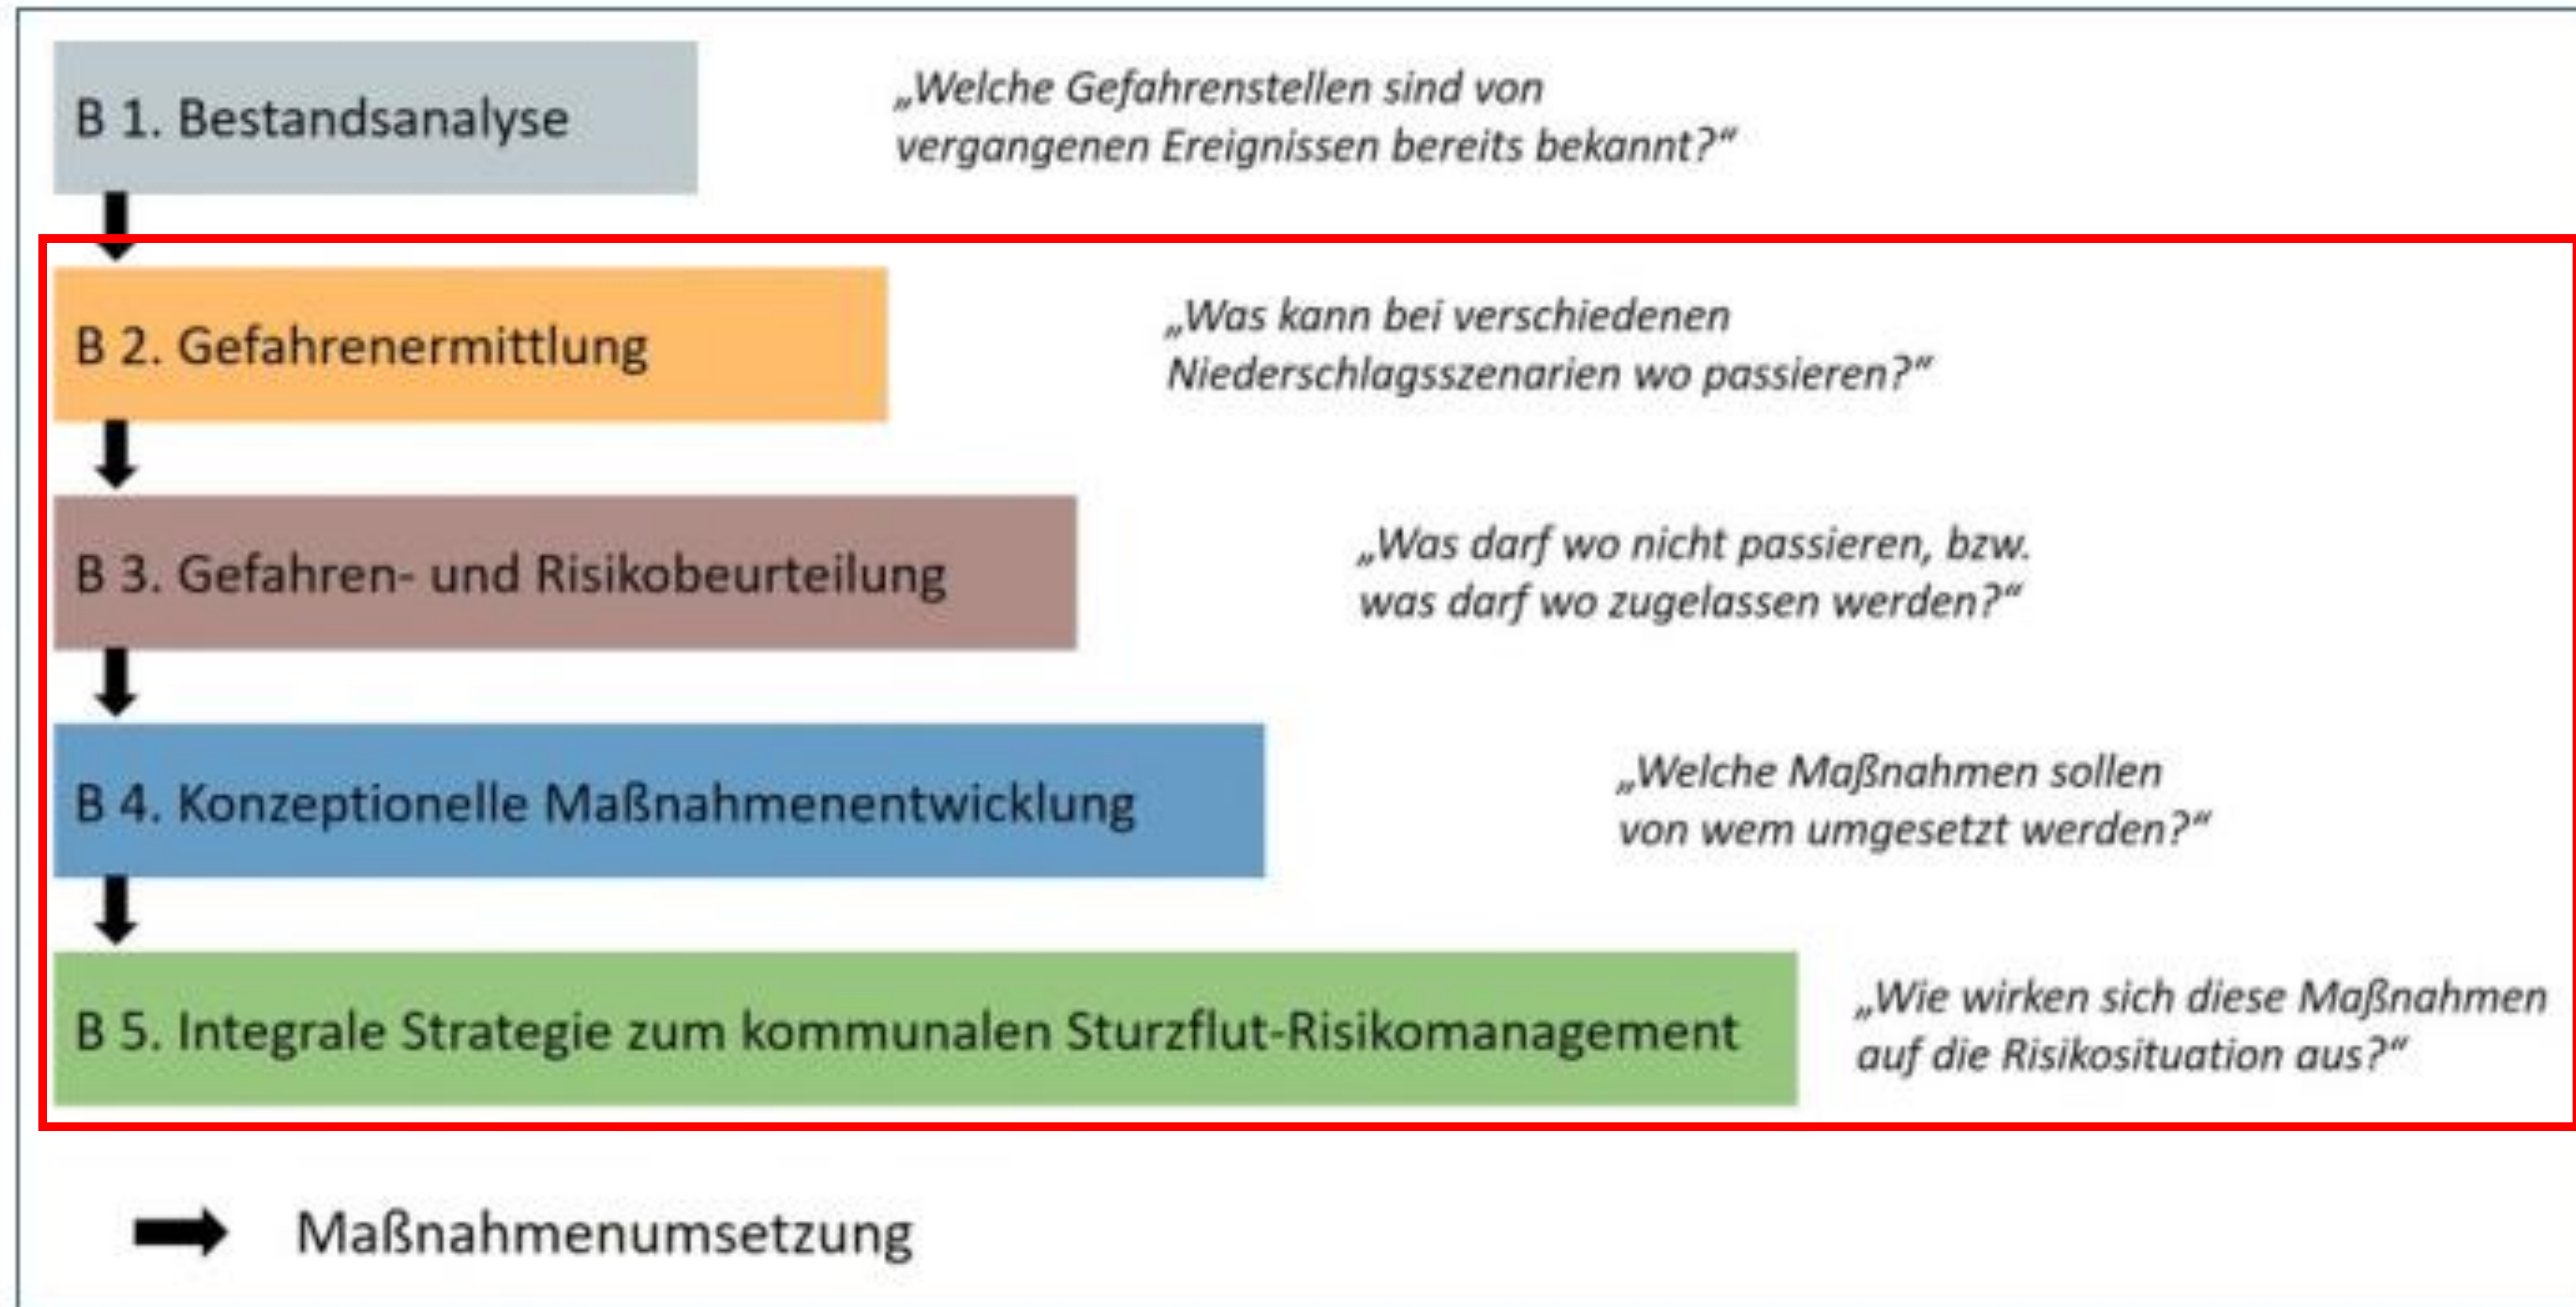 B 1. Bestandsanalyse
„Welche Gefahrenstellen sind von
vergangenen Ereignissen bereits bekannt?“
B 2. Gefahrenermittlung
„Was kann bei verschiedenen
Niederschlagsszenarien wo passieren?“
B 3. Gefahren- und Risikobeurteilung
„Was darf wo nicht passieren, bzw.
was darf wo zugelassen werden?“
B 4. Konzeptionelle Maßnahmenentwicklung
„Welche Maßnahmen sollen
von wem umgesetzt werden?“
B 5. Integrale Strategie zum kommunalen Sturzflut-Risikomanagement
„Wie wirken sich diese Maßnahmen
auf die Risikosituation aus?“
Maßnahmenumsetzung